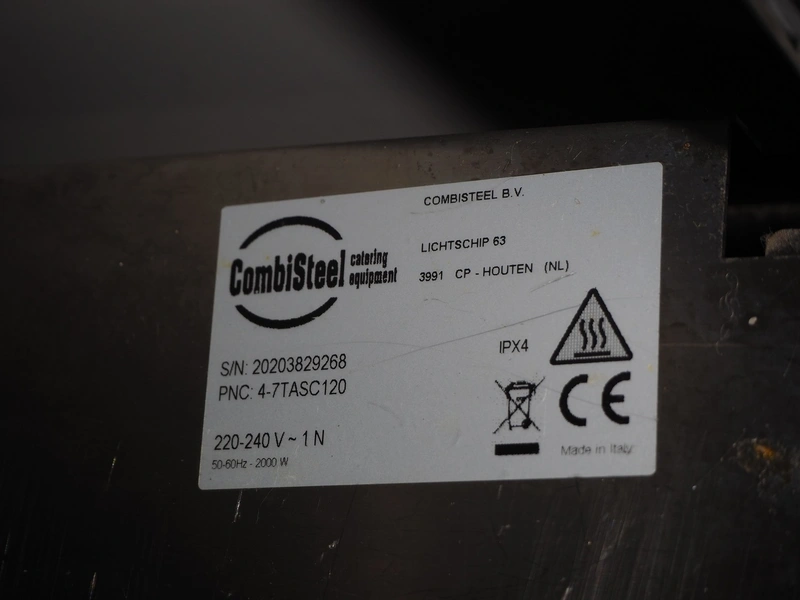 COMBISTEEL B.V.
CombiSteel catering equipment
LICHTSCHIP 63
3991 CP - HOUTEN (NL)
IPX4
S/N: 20203829268
PNC: 4-7TASC120
CE
220-240 V ~ 1 N
50-60Hz - 2000 W
Made in Italy